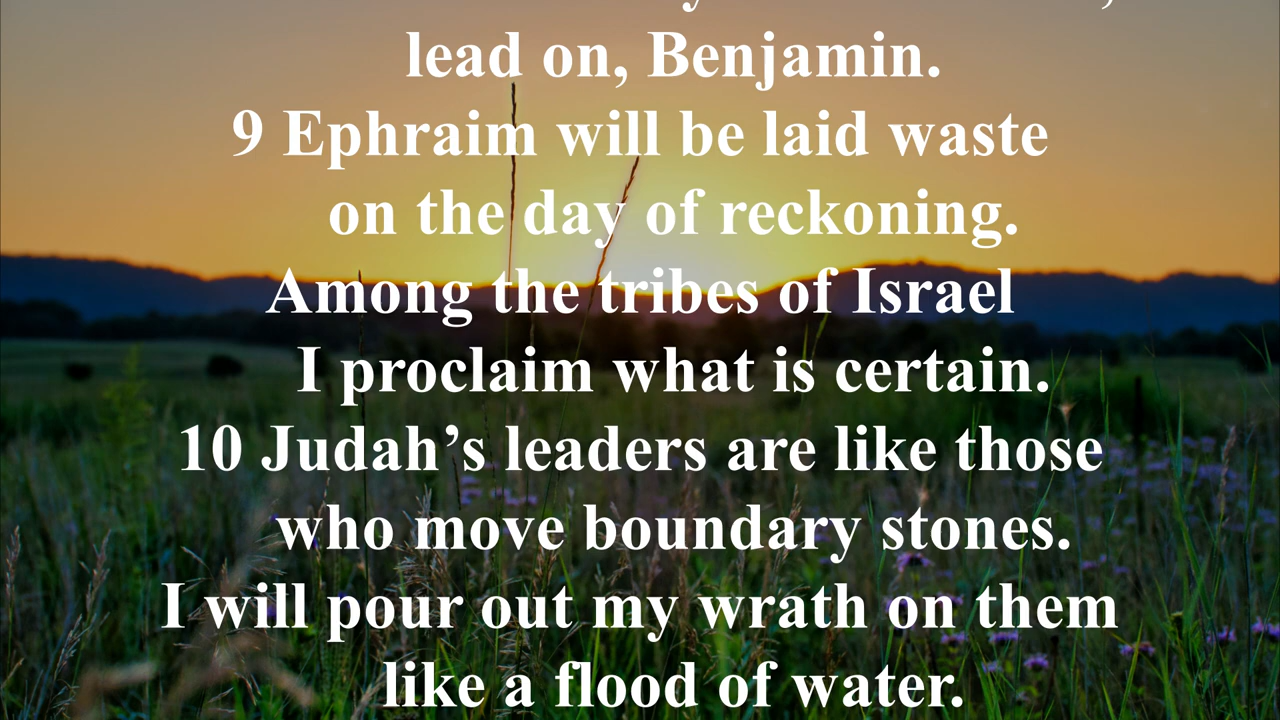 lead on, Benjamin.
9 Ephraim will be laid waste
on the day of reckoning.
Among the tribes of Israel
I proclaim what is certain.
10 Judah’s leaders are like those
who move boundary stones.
I will pour out my wrath on them
like a flood of water.